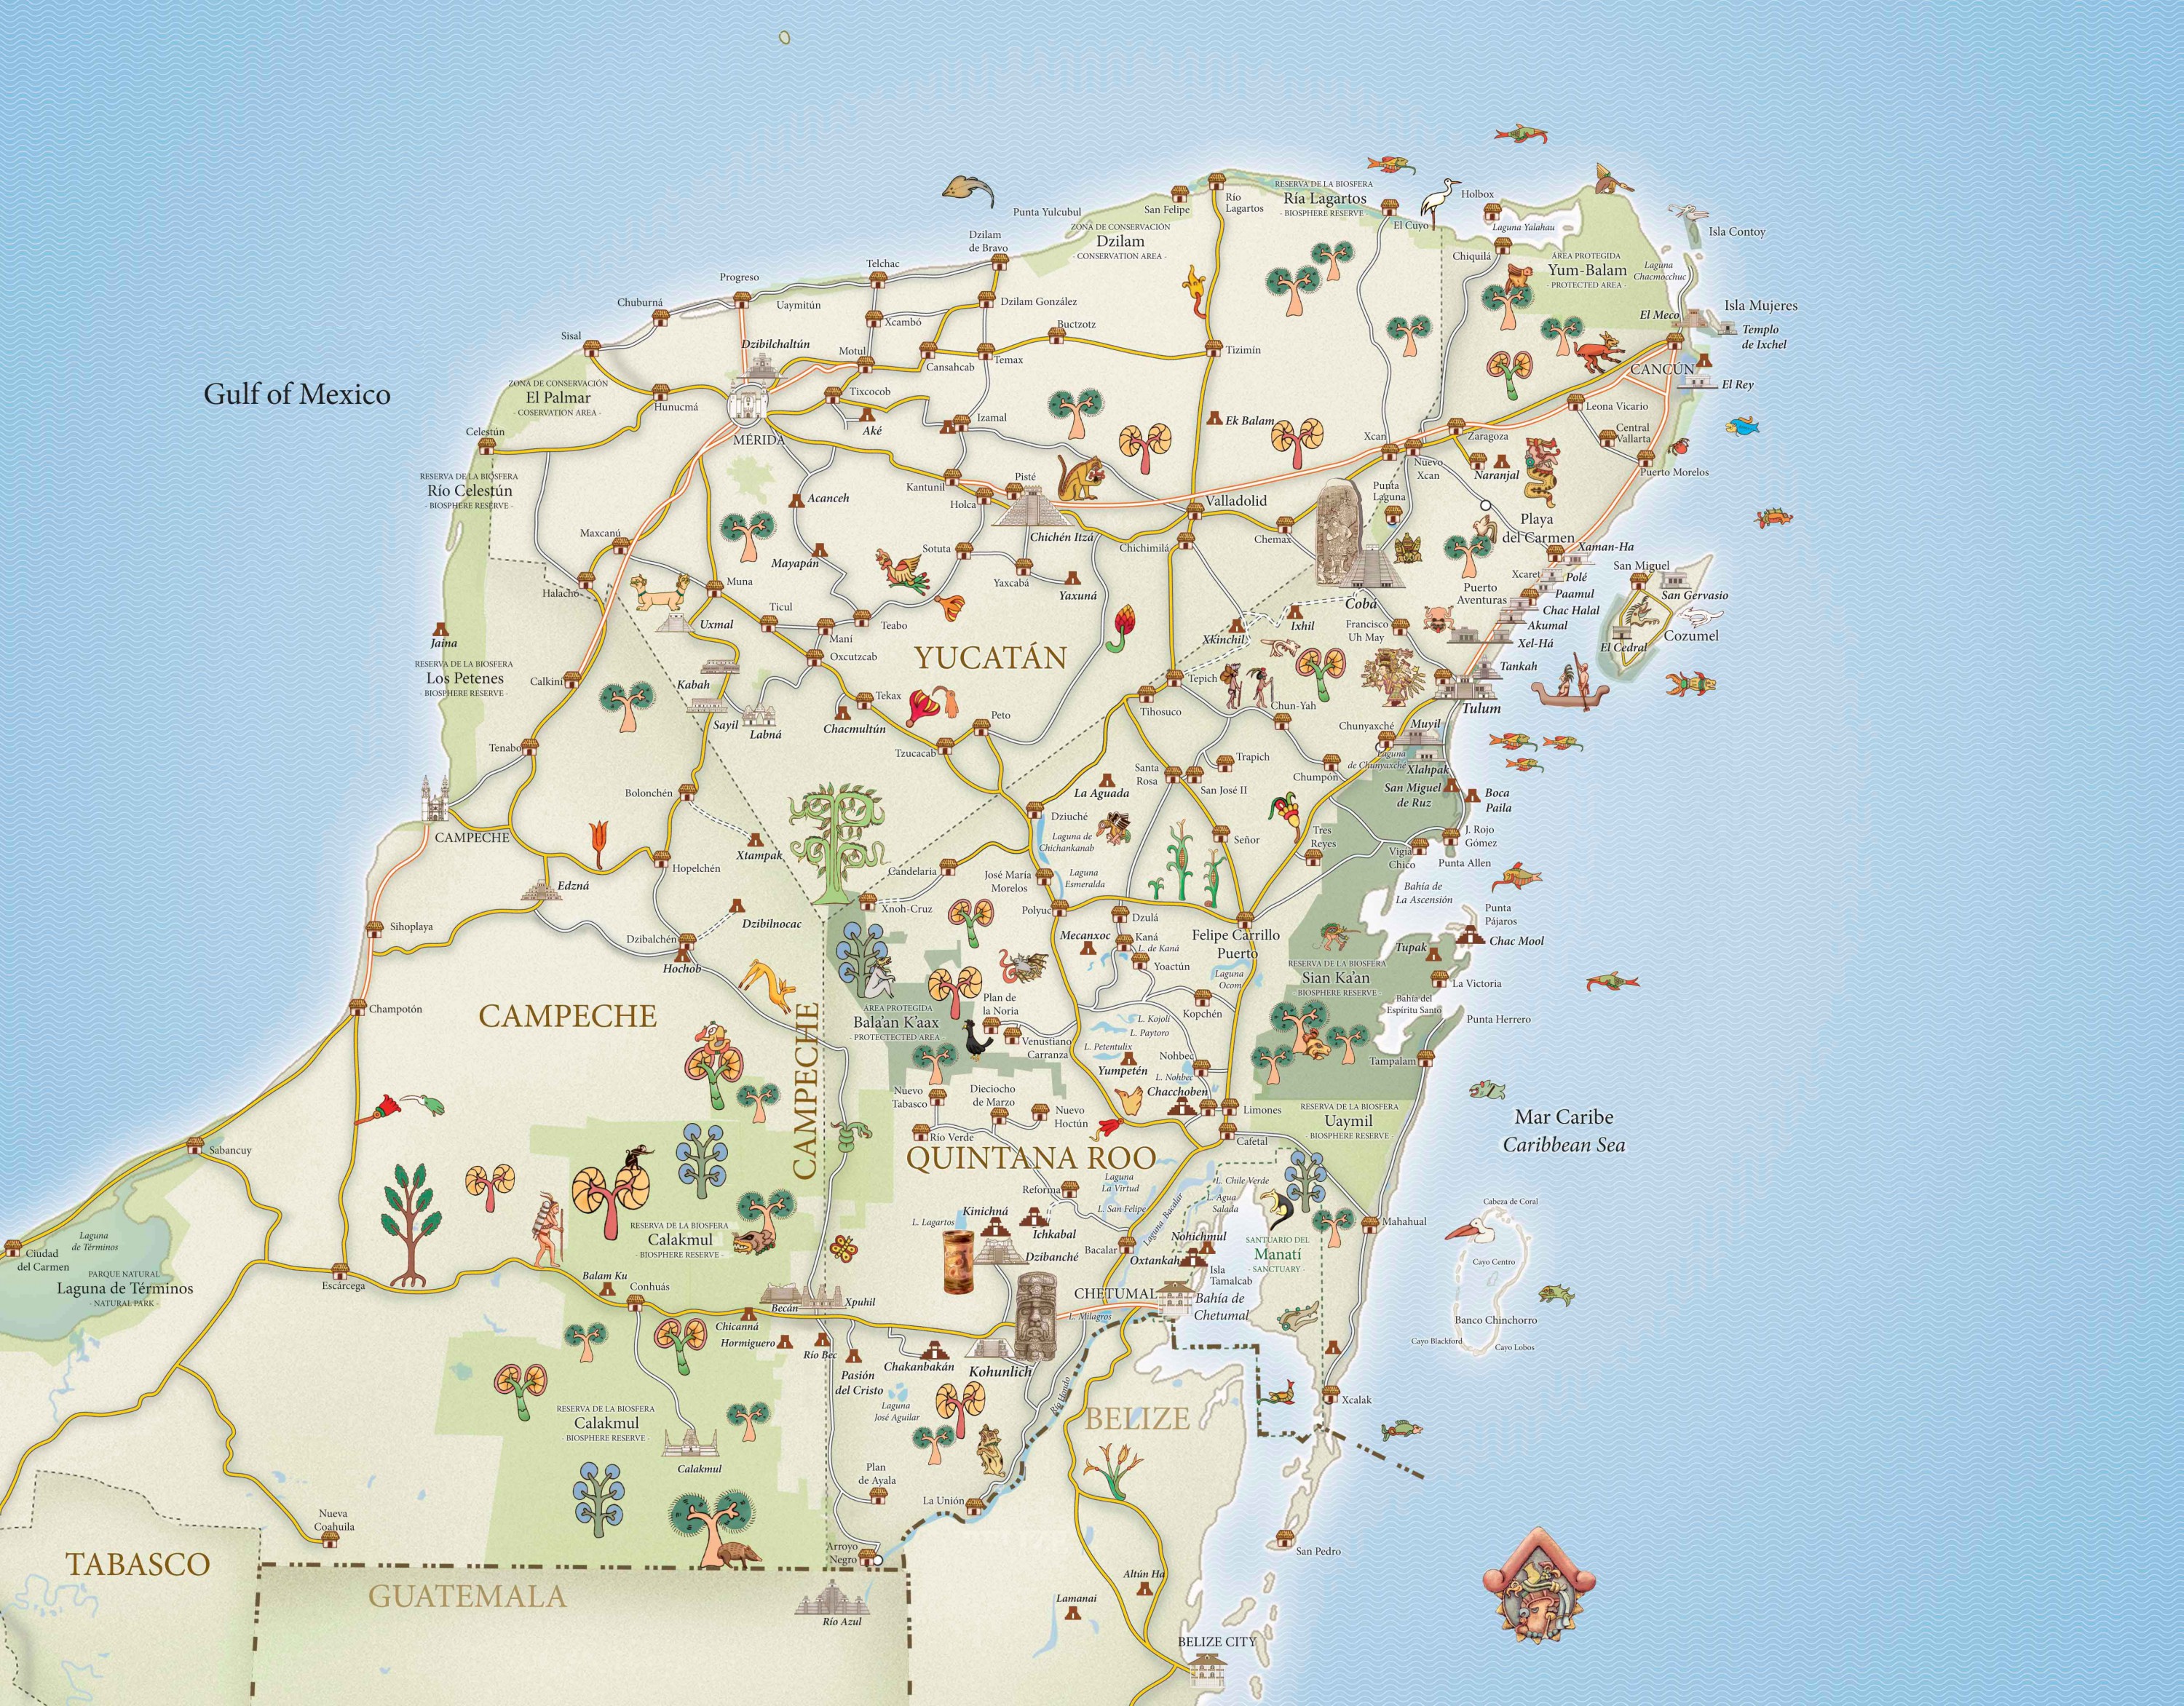 RESERVA DE LA BIOSFERA
Ría Lagartos
- BIOSPHERE RESERVE -
Holbox
Río
Lagartos
San Felipe
Punta Yulcubul
El Cuyo
Laguna Yalahau
Isla Contoy
ZONA DE CONSERVACIÓN
Dzilam
- CONSERVATION AREA -
Dzilam
de Bravo
Chiquilá
ÁREA PROTEGIDA
Yum-Balam
PROTECTED AREA
Laguna
Chacmocchuc
Telchac
Progreso
Uaymitún
Chuburná
Dzilam González
Xcambó
Buctzotz
Isla Mujeres
El Meco
Templo
de Ixchel
Sisal
Dzibilchaltún
Motul
Cansahcab
Temax
Tizimín
CANCÚN
El Rey
ZONA DE CONSERVACIÓN
El Palmar
- COSERVATION AREA -
Hunucmá
Tixcocob
Leona Vicario
Aké
Izamal
Ek Balam
Celestún
MÉRIDA
Xcan
Zaragoza
Central
Vallarta
Gulf of Mexico
RESERVA DE LA BIOSFERA
Río Celestún
- BIOSPHERE RESERVE -
Nuevo
Xcan
Naranjal
Puerto Morelos
Kantunil
Pisté
Holca
Acanceh
Punta
Laguna
Valladolid
Chichén Itzá
Playa
del Carmen
Maxcanú
Chemax
Chichimilá
Xaman-Ha
Sotuta
Mayapán
San Miguel
Xcaret
Polé
Halachó
Muna
Yaxcabá
Yaxuná
Puerto
Aventuras
Paamul
San Gervasio
Ticul
Cobá
Chac Halal
Uxmal
Teabo
Ixhil
Francisco
Uh May
Akumal
Jaina
Maní
Xkinchil
Xel-Há
Cozumel
El Cedral
Oxcutzcab
YUCATÁN
RESERVA DE LA BIOSFERA
Los Petenes
- BIOSPHERE RESERVE -
Calkiní
Kabah
Tepich
Tankah
Tekax
Sayil
Labná
Chacmultún
Peto
Tihosuco
Chun-Yah
Tulum
Chunyaxché
Muyil
Tenabo
Tzucacab
Trapich
Laguna
de Chunyaxché
Xlahpak
Santa
Rosa
Chumpón
Bolonchén
La Aguada
San José II
San Miguel
de Ruz
Boca
Paila
Dziuché
CAMPECHE
Laguna de
Chichankanab
Señor
Tres
Reyes
J. Rojo
Gómez
Xtampak
Vigía
Chico
Punta Allen
Hopelchén
Candelaria
José María
Morelos
Laguna
Esmeralda
Edzná
Bahía de
La Ascensión
Xnoh-Cruz
Polyuc
Dzulá
Punta
Pájaros
Sihoplaya
Dzibilnocac
Dzibalchén
Mecanxoc
Kaná
L. de Kaná
Felipe Carrillo
Puerto
Tupak
Chac Mool
Hochob
Yoactún
Laguna
Ocom
RESERVA DE LA BIOSFERA
Sian Ka'an
BIOSPHERE RESERVE
La Victoria
Champotón
CAMPECHE
CAMPECHE
ÁREA PROTEGIDA
Bala'an K'aax
- PROTECTECTED AREA -
Plan de
la Noria
Kopchén
Bahía del
Espíritu Santo
Punta Herrero
L. Kojoli
L. Paytoro
Venustiano
Carranza
L. Petentulix
Nohbec
Tampalam
Yumpetén
L. Nohbec
Nuevo
Tabasco
Dieciocho
de Marzo
Chacchoben
Nuevo
Hoctún
Limones
RESERVA DE LA BIOSFERA
Uaymil
- BIOSPHERE RESERVE -
Mar Caribe
Caribbean Sea
Río Verde
Cafetal
Sabancuy
QUINTANA ROO
Reforma
Laguna
La Virtud
L. Chile Verde
L. Agua
Salada
L. San Felipe
Laguna Bacalar
Cabeza de Coral
RESERVA DE LA BIOSFERA
Calakmul
- BIOSPHERE RESERVE -
L. Lagartos
Kinichná
Ichkabal
Mahahual
Nohichmul
SANTUARIO DEL
Manatí
- SANCTUARY -
Laguna
de Términos
Ciudad
del Carmen
Dzibanché
Bacalar
Oxtankah
Cayo Centro
PARQUE NATURAL
Laguna de Términos
- NATURAL PARK -
Escárcega
Balam Ku
Conhuás
Isla
Tamalcab
CHETUMAL
Bahía de
Chetumal
Becán
Xpuhil
L. Milagros
Banco Chinchorro
Chicanná
Hormiguero
Río Bec
Cayo Blackford
Cayo Lobos
Pasión
del Cristo
Chakanbakán
Kohunlich
Río Hondo
Laguna
José Aguilar
Xcalak
RESERVA DE LA BIOSFERA
Calakmul
- BIOSPHERE RESERVE -
BELIZE
Calakmul
Plan
de Ayala
La Unión
Nueva
Coahuila
Arroyo
Negro
San Pedro
TABASCO
GUATEMALA
Altún Ha
Río Azul
Lamanai
BELIZE CITY